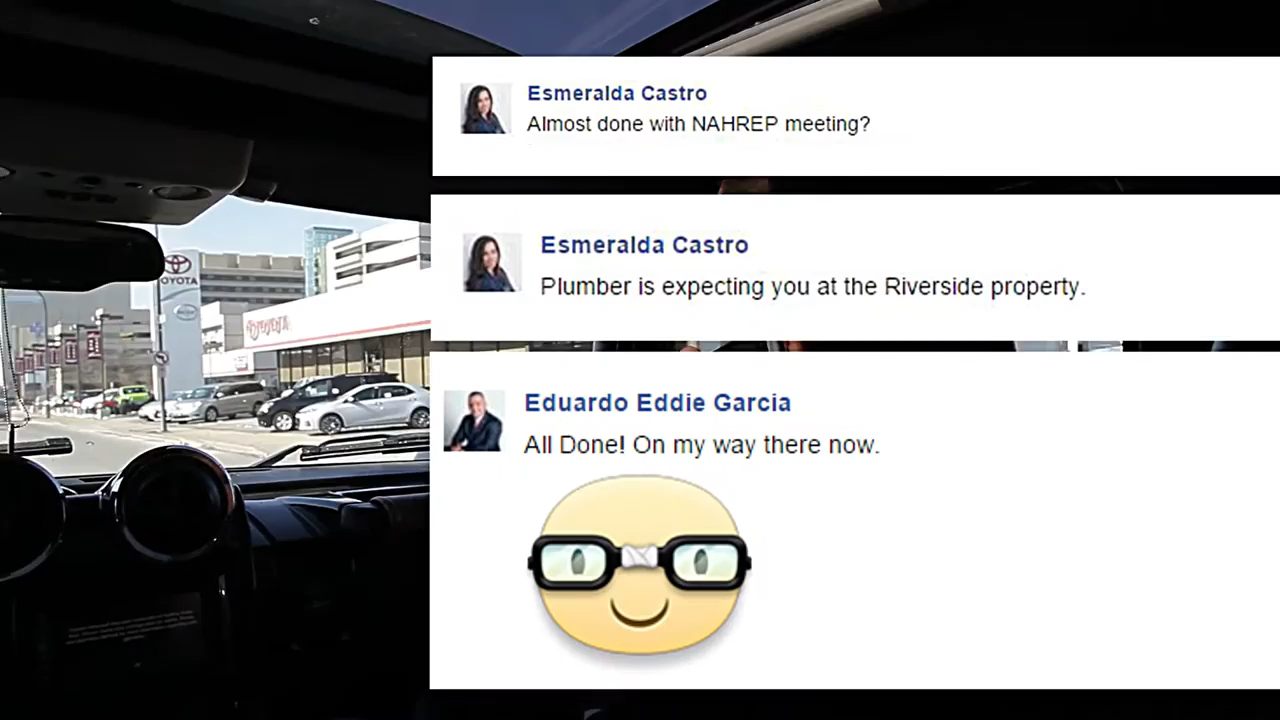 Esmeralda Castro
Almost done with NAHREP meeting?
Esmeralda Castro
Plumber is expecting you at the Riverside property.
Eduardo Eddie Garcia
All Done! On my way there now.
TOYOTA
TOYOTA